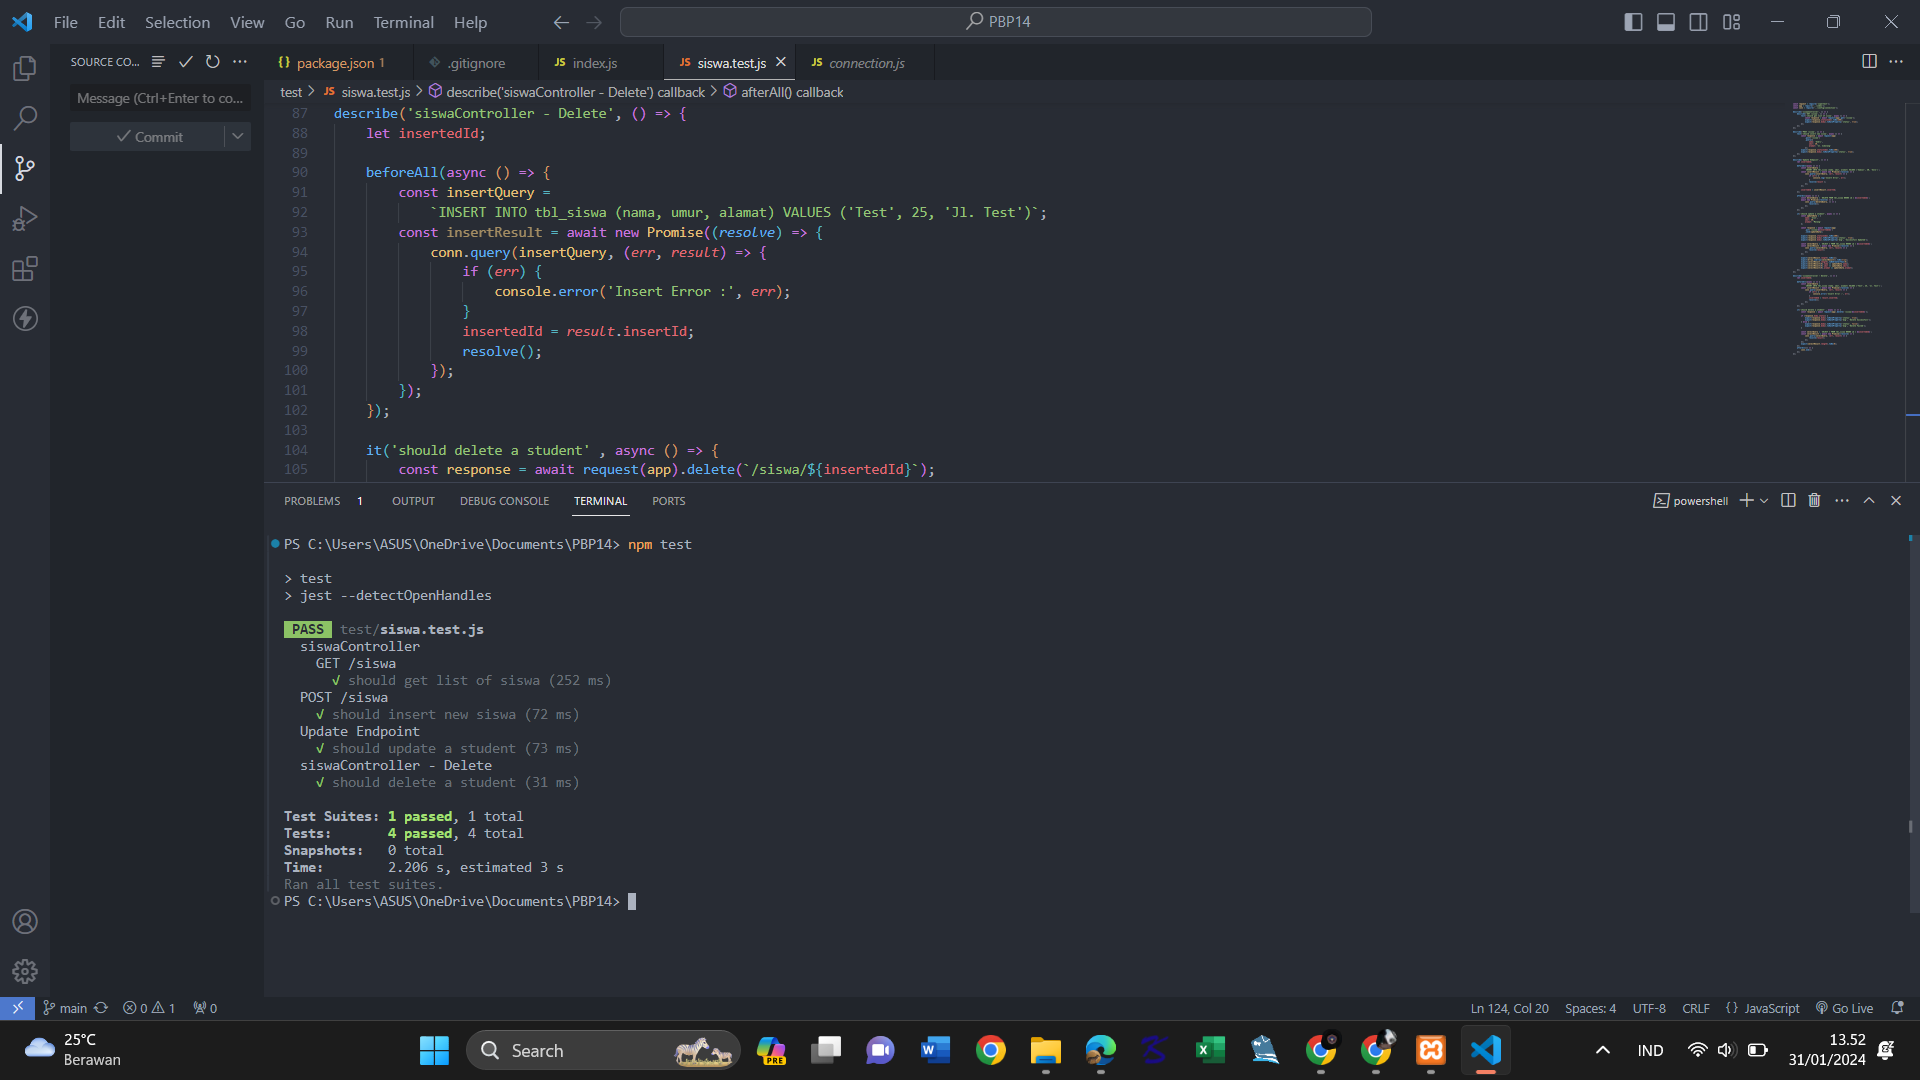 File Edit Selection View Go Run Terminal Help
PBP14
SOURCE CO...
package.json 1
.gitignore
JS index.js
JS siswa.test.js
JS connection.js
Message (Ctrl+Enter to co...
Commit
test > JS siswa.test.js > describe('siswaController - Delete') callback > afterAll() callback
87 describe('siswaController - Delete', () => {
88 let insertedId;
89
90 beforeAll(async () => {
91 const insertQuery =
92 `INSERT INTO tbl_siswa (nama, umur, alamat) VALUES ('Test', 25, 'Jl. Test')`;
93 const insertResult = await new Promise((resolve) => {
94 conn.query(insertQuery, (err, result) => {
95 if (err) {
96 console.error('Insert Error :', err);
97 }
98 insertedId = result.insertId;
99 resolve();
100 });
101 });
102 });
103
104 it('should delete a student' , async () => {
105 const response = await request(app).delete(`/siswa/${insertedId}`);
PROBLEMS 1 OUTPUT DEBUG CONSOLE TERMINAL PORTS
powershell
PS C:\Users\ASUS\OneDrive\Documents\PBP14> npm test
> test
> jest --detectOpenHandles
PASS test/siswa.test.js
siswaController
GET /siswa
√ should get list of siswa (252 ms)
POST /siswa
√ should insert new siswa (72 ms)
Update Endpoint
√ should update a student (73 ms)
siswaController - Delete
√ should delete a student (31 ms)
Test Suites: 1 passed, 1 total
Tests: 4 passed, 4 total
Snapshots: 0 total
Time: 2.206 s, estimated 3 s
Ran all test suites.
PS C:\Users\ASUS\OneDrive\Documents\PBP14>
main 0 1 0
Ln 124, Col 20 Spaces: 4 UTF-8 CRLF {} JavaScript Go Live
25°C
Berawan
Search
PRE
IND
13.52
31/01/2024